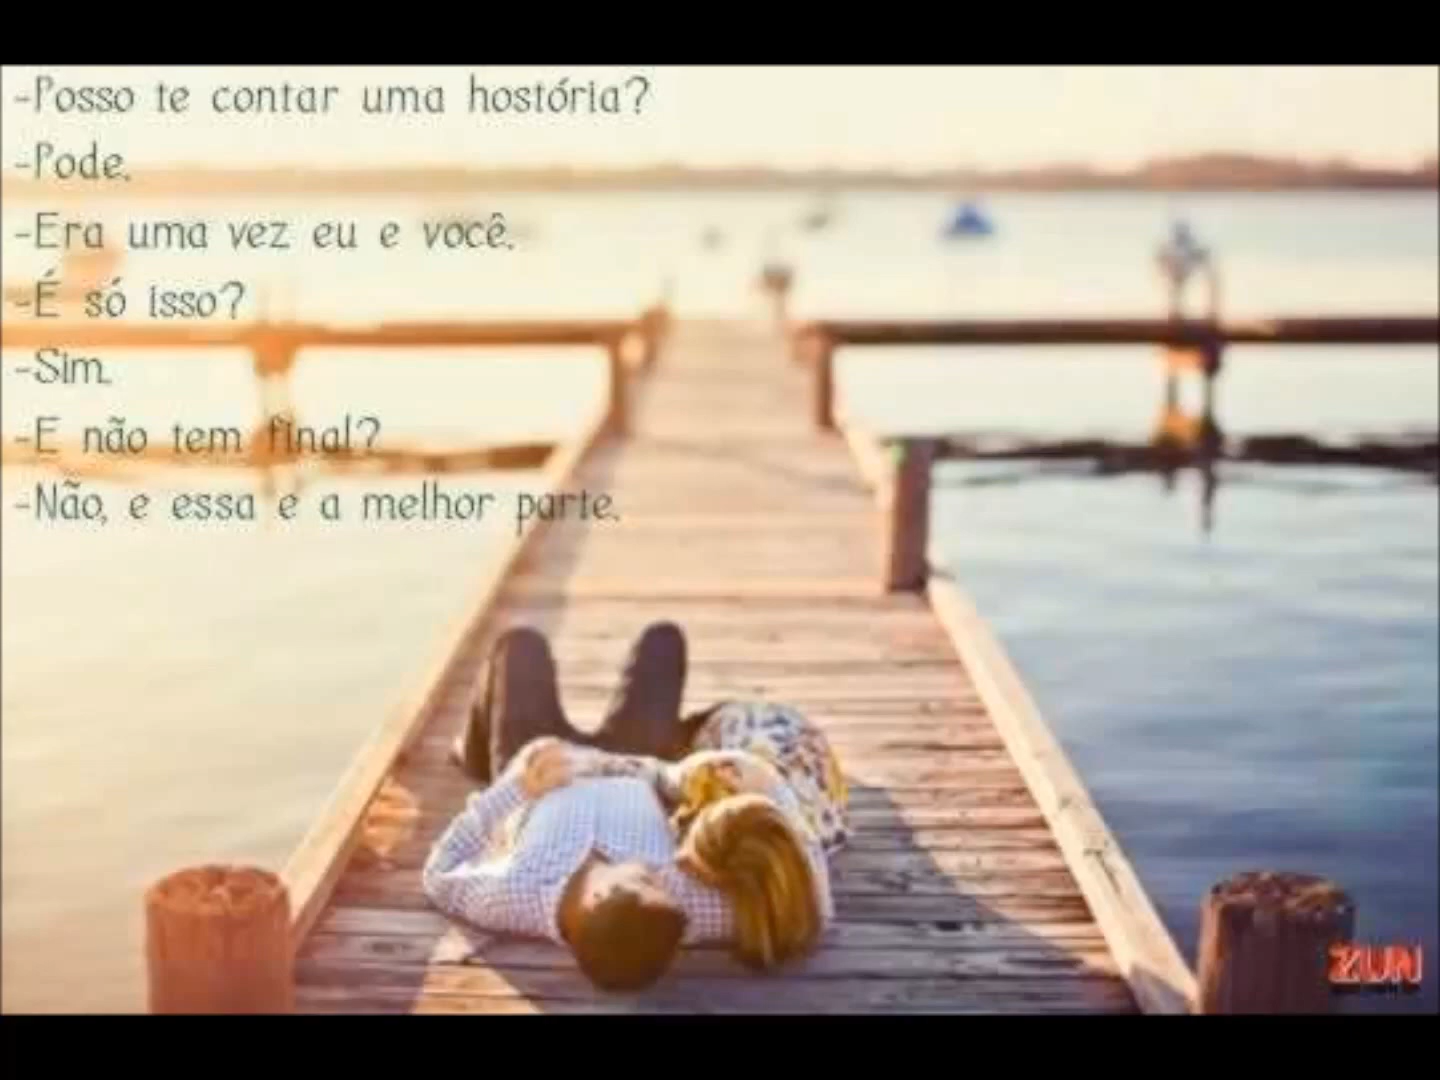 -Posso te contar uma hostória?
-Pode.
-Era uma vez eu e você.
-É só isso?
-Sim.
-E não tem final?
-Não, e essa e a melhor parte.